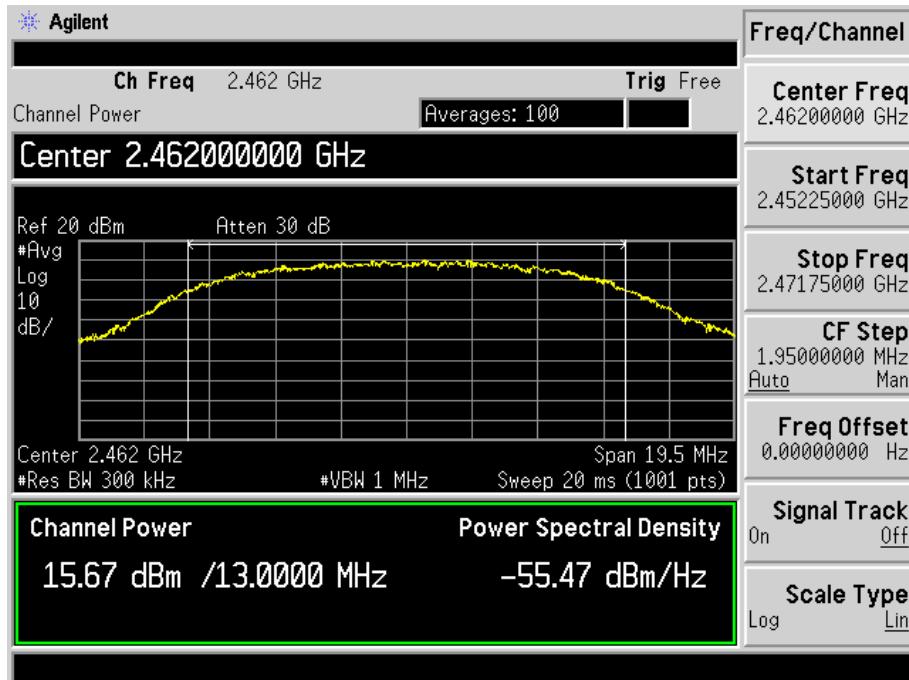 Agilent
Freq/Channel
Ch Freq 2.462 GHz Trig Free
Channel Power Averages: 100
Center 2.462000000 GHz
Ref 20 dBm Atten 30 dB
#Avg
Log
10
dB/
Center 2.462 GHz Span 19.5 MHz
#Res BW 300 kHz #VBW 1 MHz Sweep 20 ms (1001 pts)
Channel Power Power Spectral Density
15.67 dBm /13.0000 MHz -55.47 dBm/Hz
Center Freq
2.46200000 GHz
Start Freq
2.45225000 GHz
Stop Freq
2.47175000 GHz
CF Step
1.95000000 MHz
Auto Man
Freq Offset
0.00000000 Hz
Signal Track
On Off
Scale Type
Log Lin